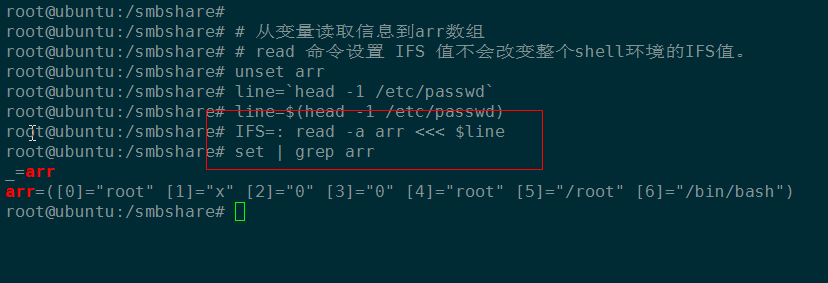 root@ubuntu:/smbshare#
root@ubuntu:/smbshare# # 从变量读取信息到arr数组
root@ubuntu:/smbshare# # read 命令设置 IFS 值不会改变整个shell环境的IFS值。
root@ubuntu:/smbshare# unset arr
root@ubuntu:/smbshare# line=`head -1 /etc/passwd`
root@ubuntu:/smbshare# line=$(head -1 /etc/passwd)
root@ubuntu:/smbshare# IFS=: read -a arr <<< $line
root@ubuntu:/smbshare# set | grep arr
_=arr
arr=([0]="root" [1]="x" [2]="0" [3]="0" [4]="root" [5]="/root" [6]="/bin/bash")
root@ubuntu:/smbshare#